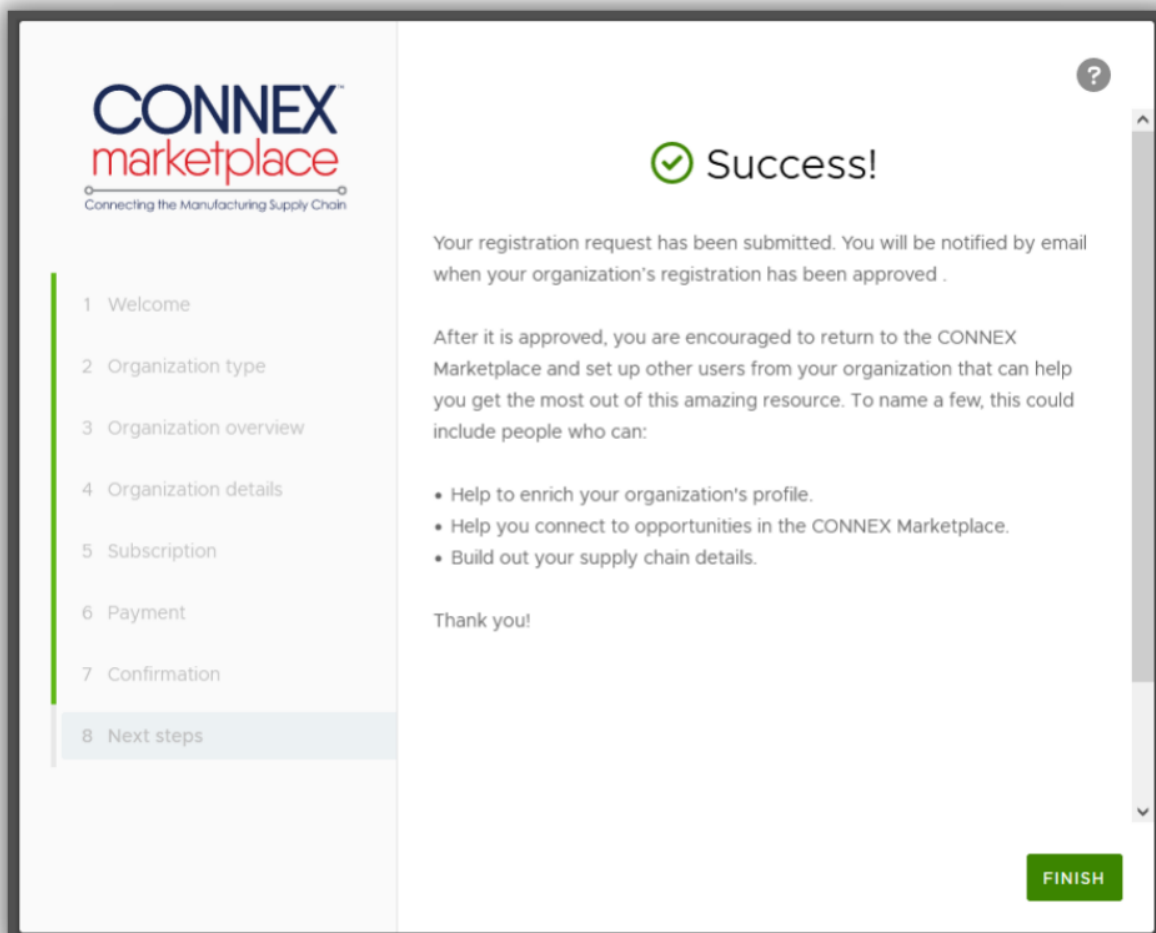 CONNEX™
marketplace
Connecting the Manufacturing Supply Chain
1 Welcome
2 Organization type
3 Organization overview
4 Organization details
5 Subscription
6 Payment
7 Confirmation
8 Next steps
?
Success!
Your registration request has been submitted. You will be notified by email
when your organization's registration has been approved .
After it is approved, you are encouraged to return to the CONNEX
Marketplace and set up other users from your organization that can help
you get the most out of this amazing resource. To name a few, this could
include people who can:
• Help to enrich your organization's profile.
• Help you connect to opportunities in the CONNEX Marketplace.
• Build out your supply chain details.
Thank you!
FINISH